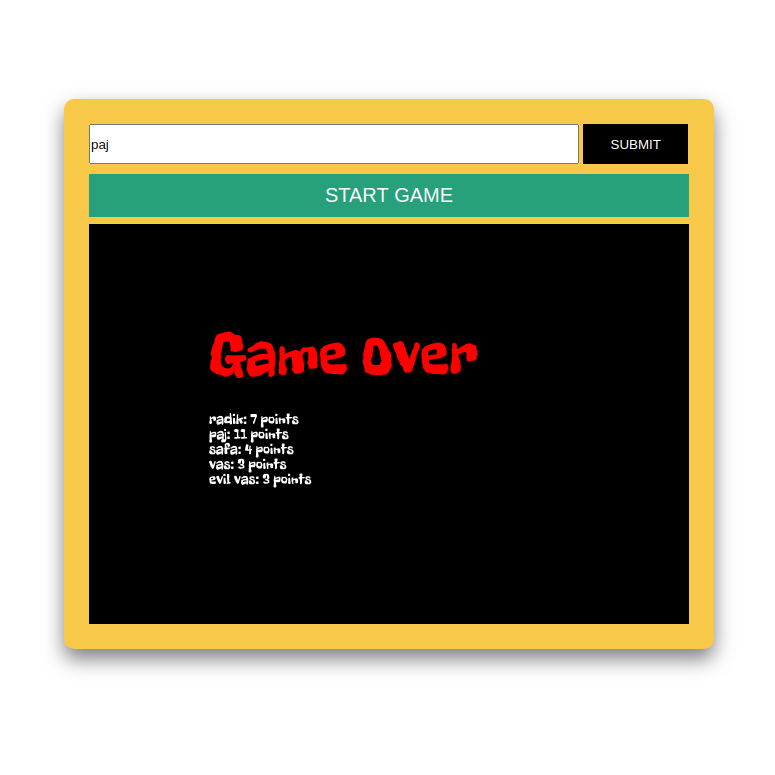 paj
SUBMIT
START GAME
Game Over
radik: 7 points
paj: 11 points
safa: 4 points
vas: 3 points
evil vas: 3 points